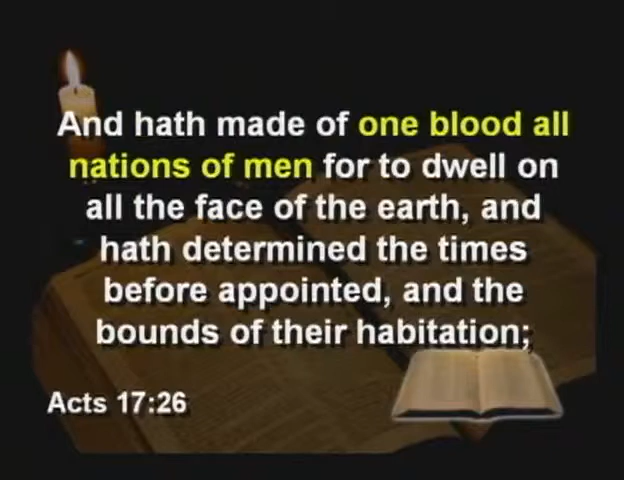 And hath made of one blood all
nations of men for to dwell on
all the face of the earth, and
hath determined the times
before appointed, and the
bounds of their habitation;
Acts 17:26